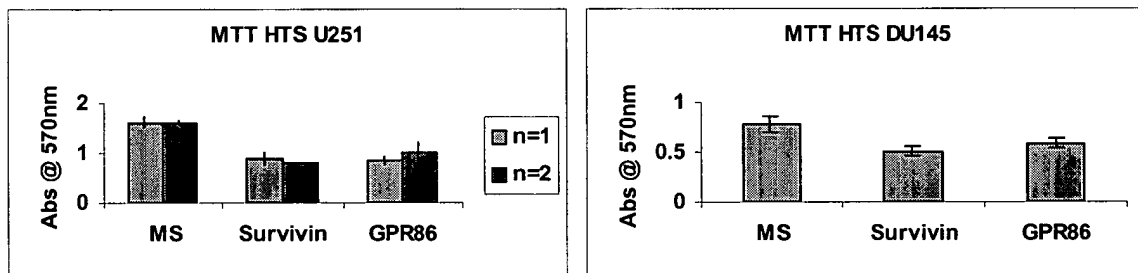 MTT HTS U251
Abs @ 570nm
2
1
0
MS Survivin GPR86
n=1
n=2
MTT HTS DU145
Abs @ 570nm
1
0.5
0
MS Survivin GPR86